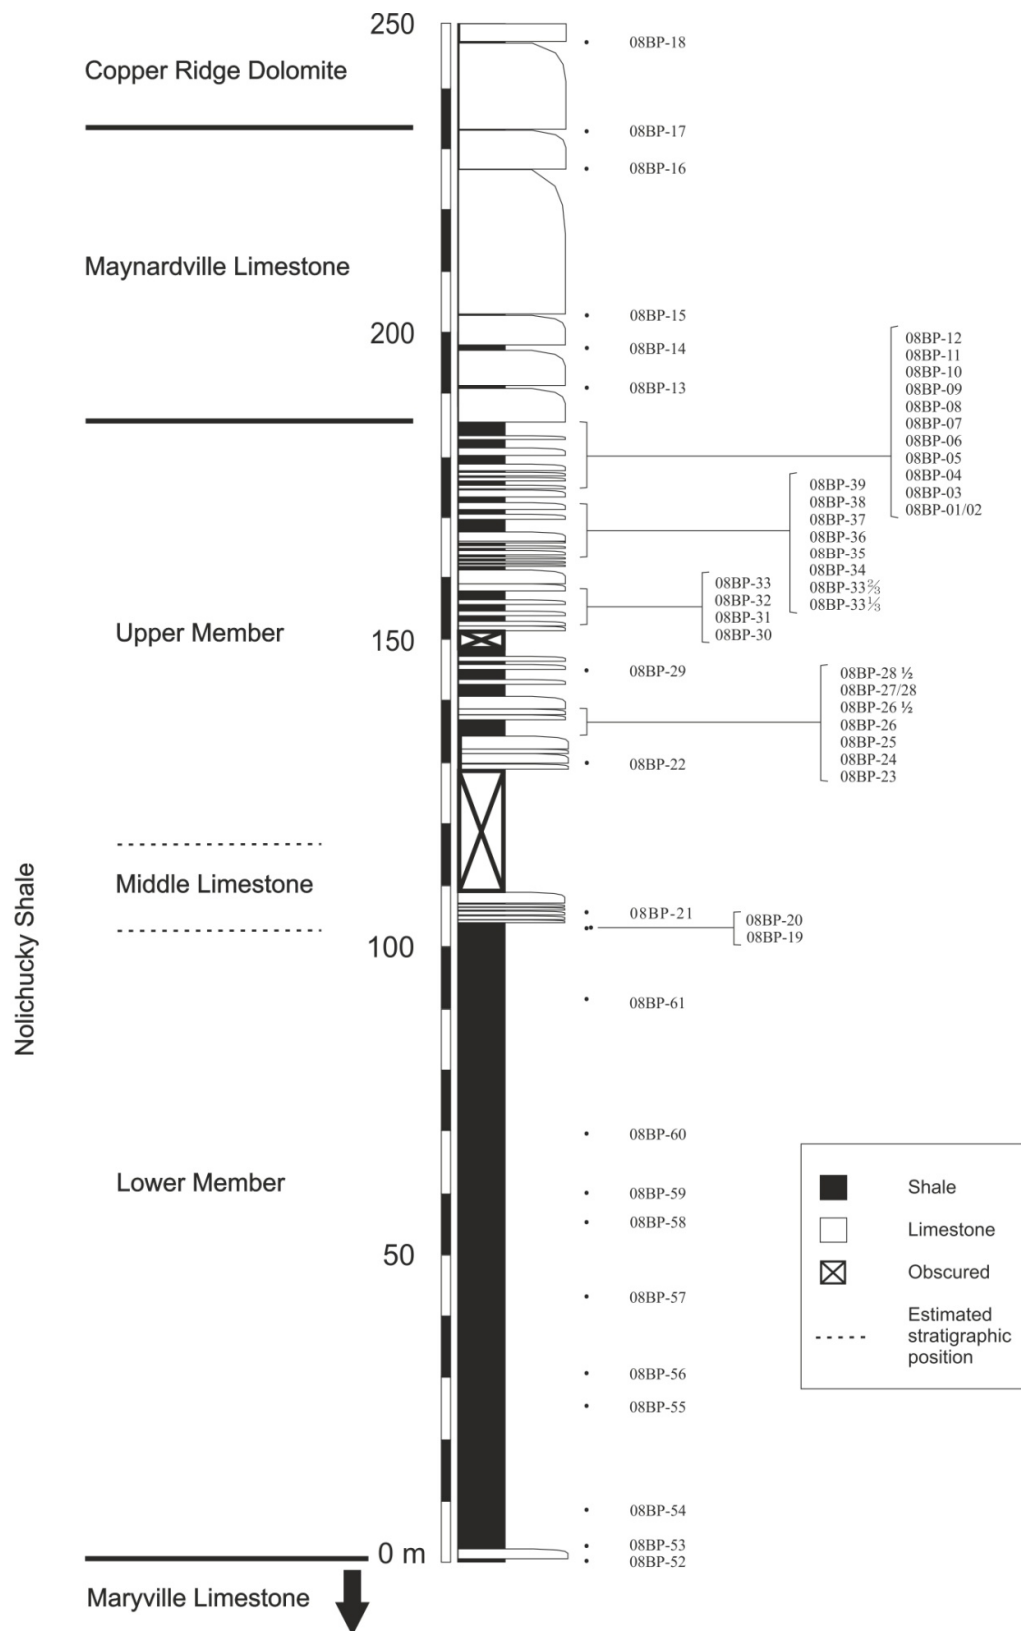 250
08BP-18
Copper Ridge Dolomite
08BP-17
08BP-16
Maynardville Limestone
08BP-15
200
08BP-14
08BP-13
08BP-12
08BP-11
08BP-10
08BP-09
08BP-08
08BP-07
08BP-06
08BP-05
08BP-04
08BP-03
08BP-01/02
08BP-39
08BP-38
08BP-37
08BP-36
08BP-35
08BP-34
08BP-33⅔
08BP-33⅓
08BP-33
08BP-32
08BP-31
08BP-30
Upper Member
150
08BP-29
08BP-28 ½
08BP-27/28
08BP-26 ½
08BP-26
08BP-25
08BP-24
08BP-23
08BP-22
Middle Limestone
08BP-21
08BP-20
08BP-19
100
Nolichucky Shale
08BP-61
08BP-60
Lower Member
08BP-59
08BP-58
50
08BP-57
08BP-56
08BP-55
08BP-54
08BP-53
0 m
08BP-52
Maryville Limestone
Shale
Limestone
Obscured
Estimated
stratigraphic
position